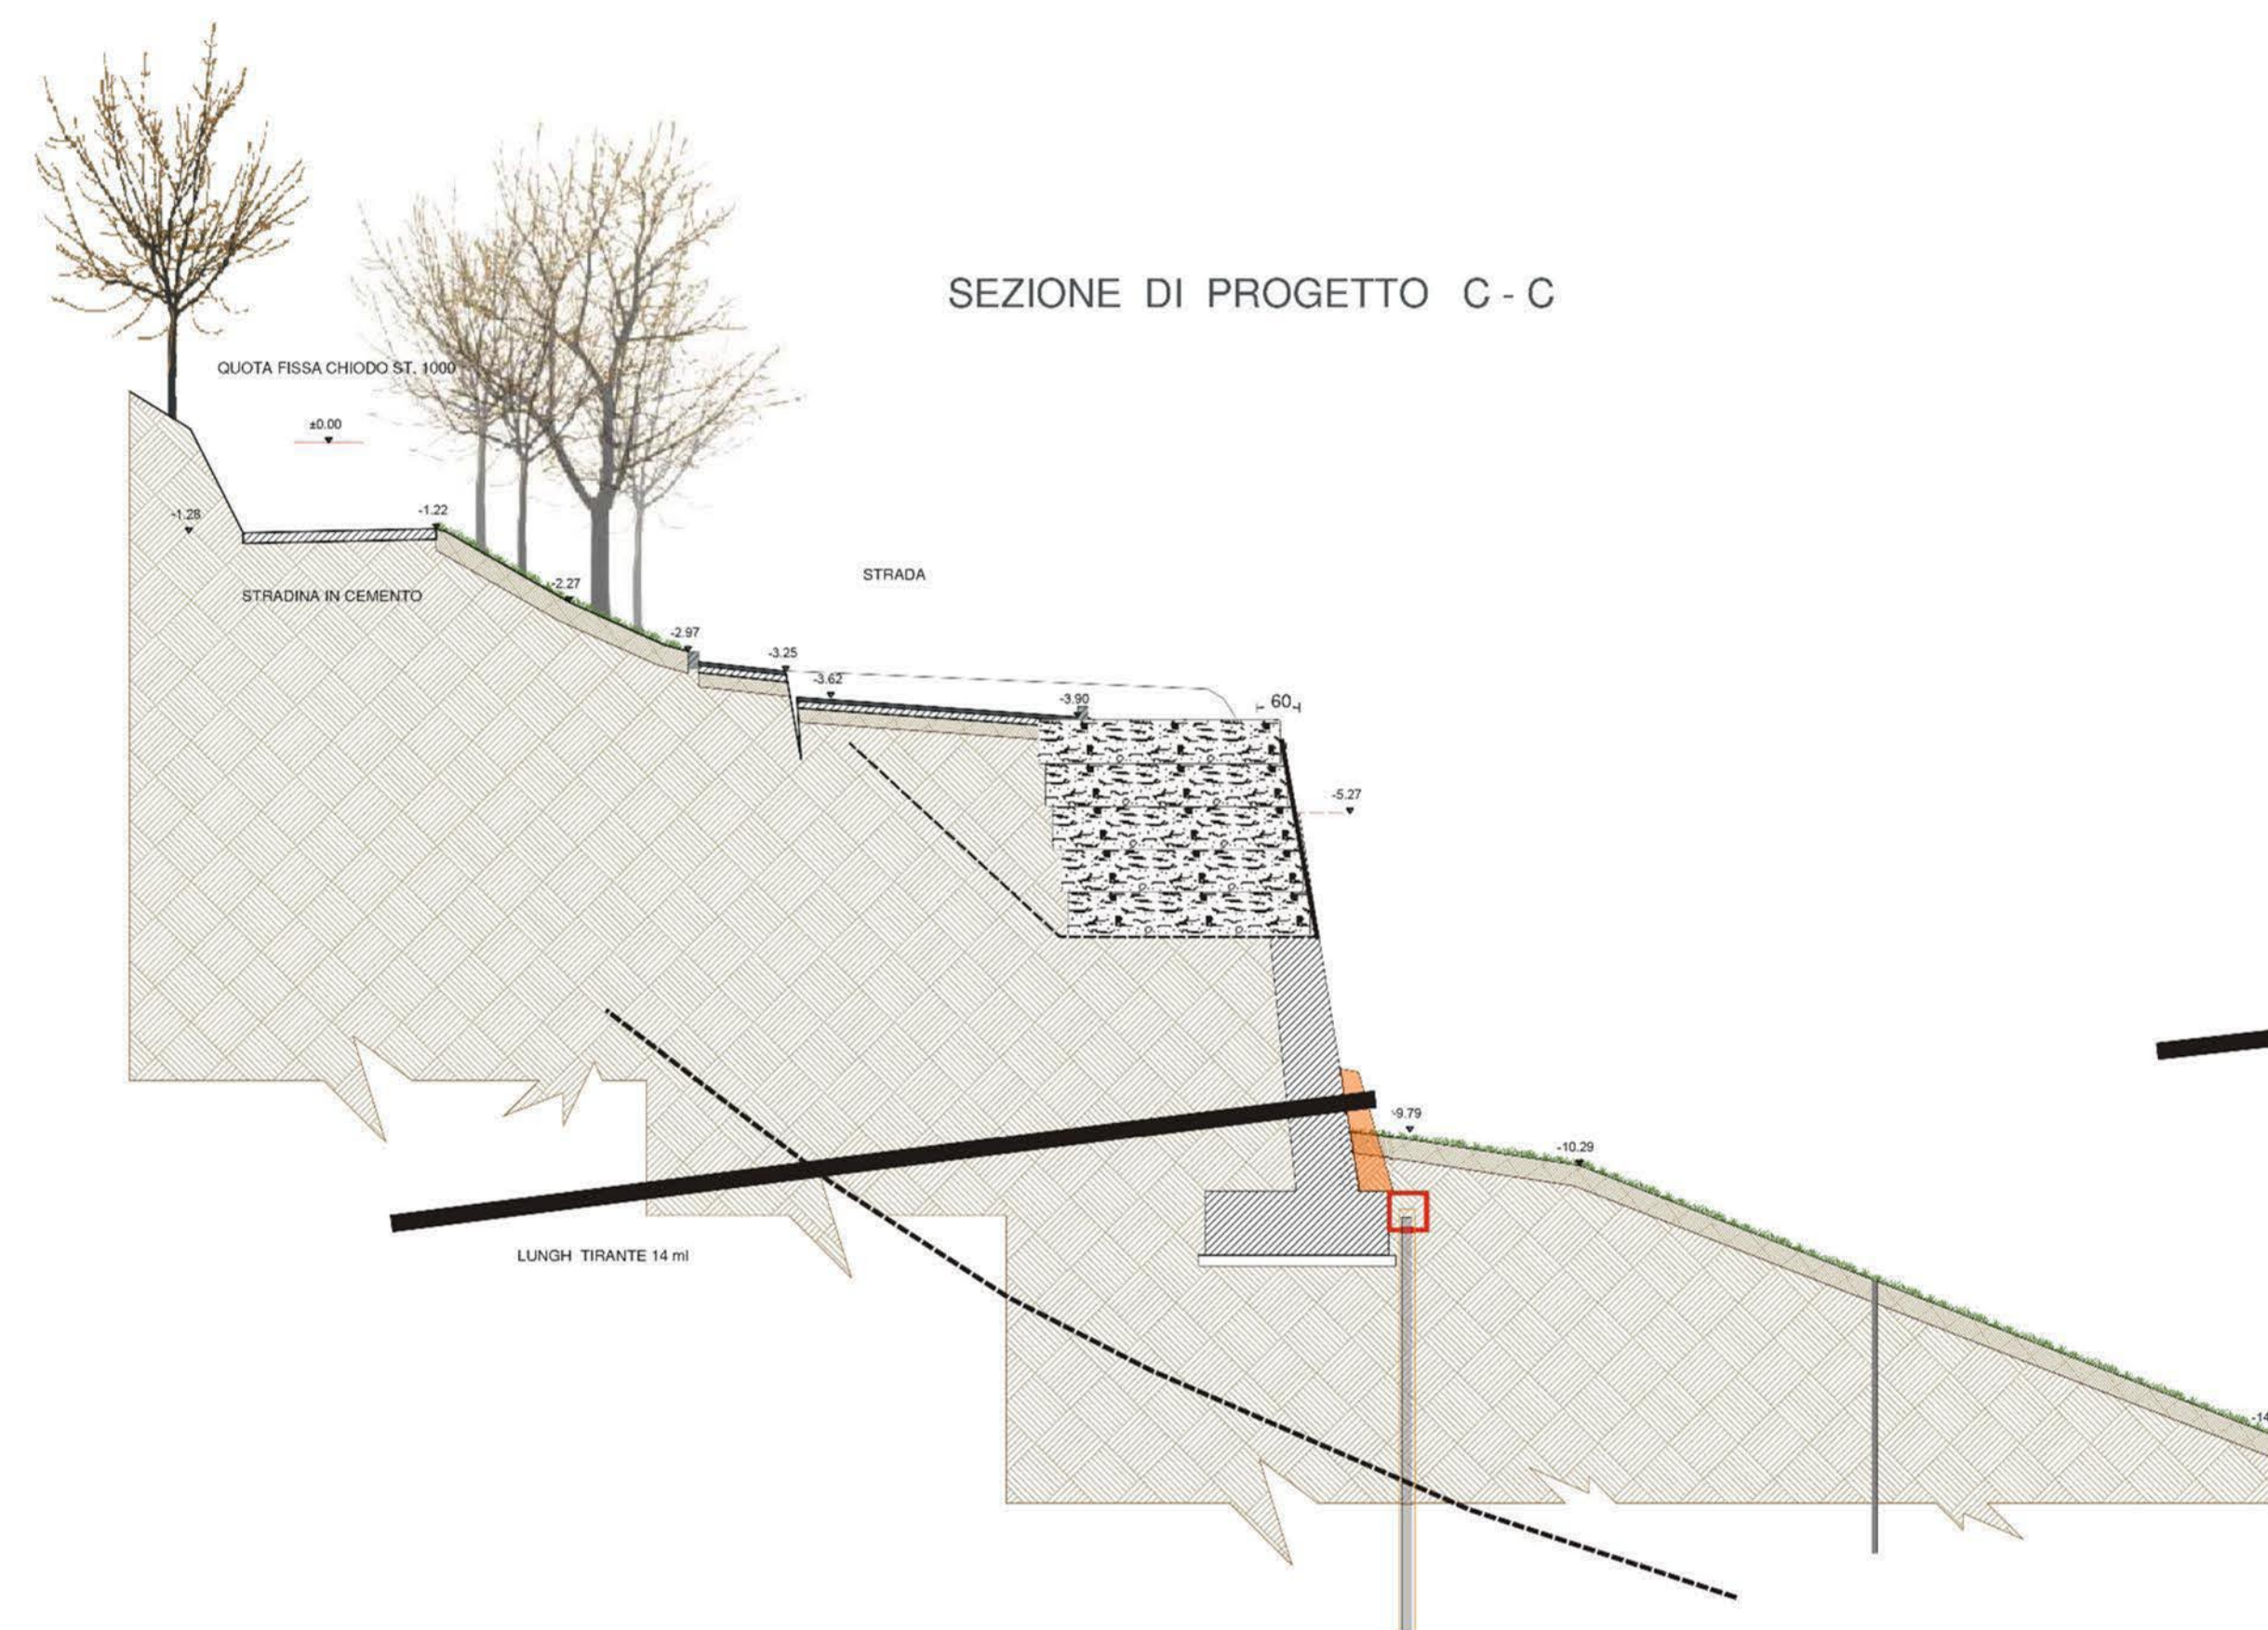 SEZIONE DI PROGETTO C - C
QUOTA FISSA CHIODO ST. 1000
±0.00
-1.28
-1.22
STRADINA IN CEMENTO
-2.27
STRADA
-2.97
-3.25
-3.62
-3.90
60
-5.27
-9.79
-10.29
LUNGH TIRANTE 14 ml